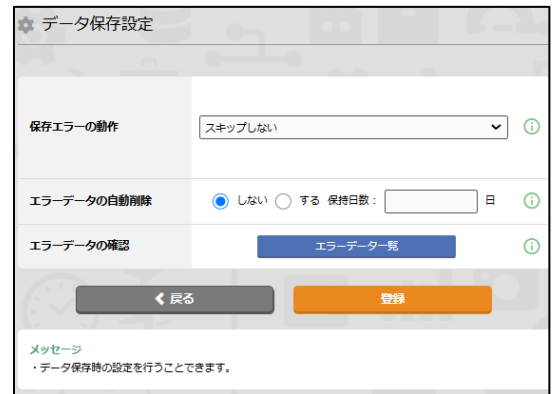 データ保存設定
保存エラーの動作
スキップしない
エラーデータの自動削除
しない する 保持日数： 日
エラーデータの確認
エラーデータ一覧
戻る
登録
メッセージ
・データ保存時の設定を行うことできます。